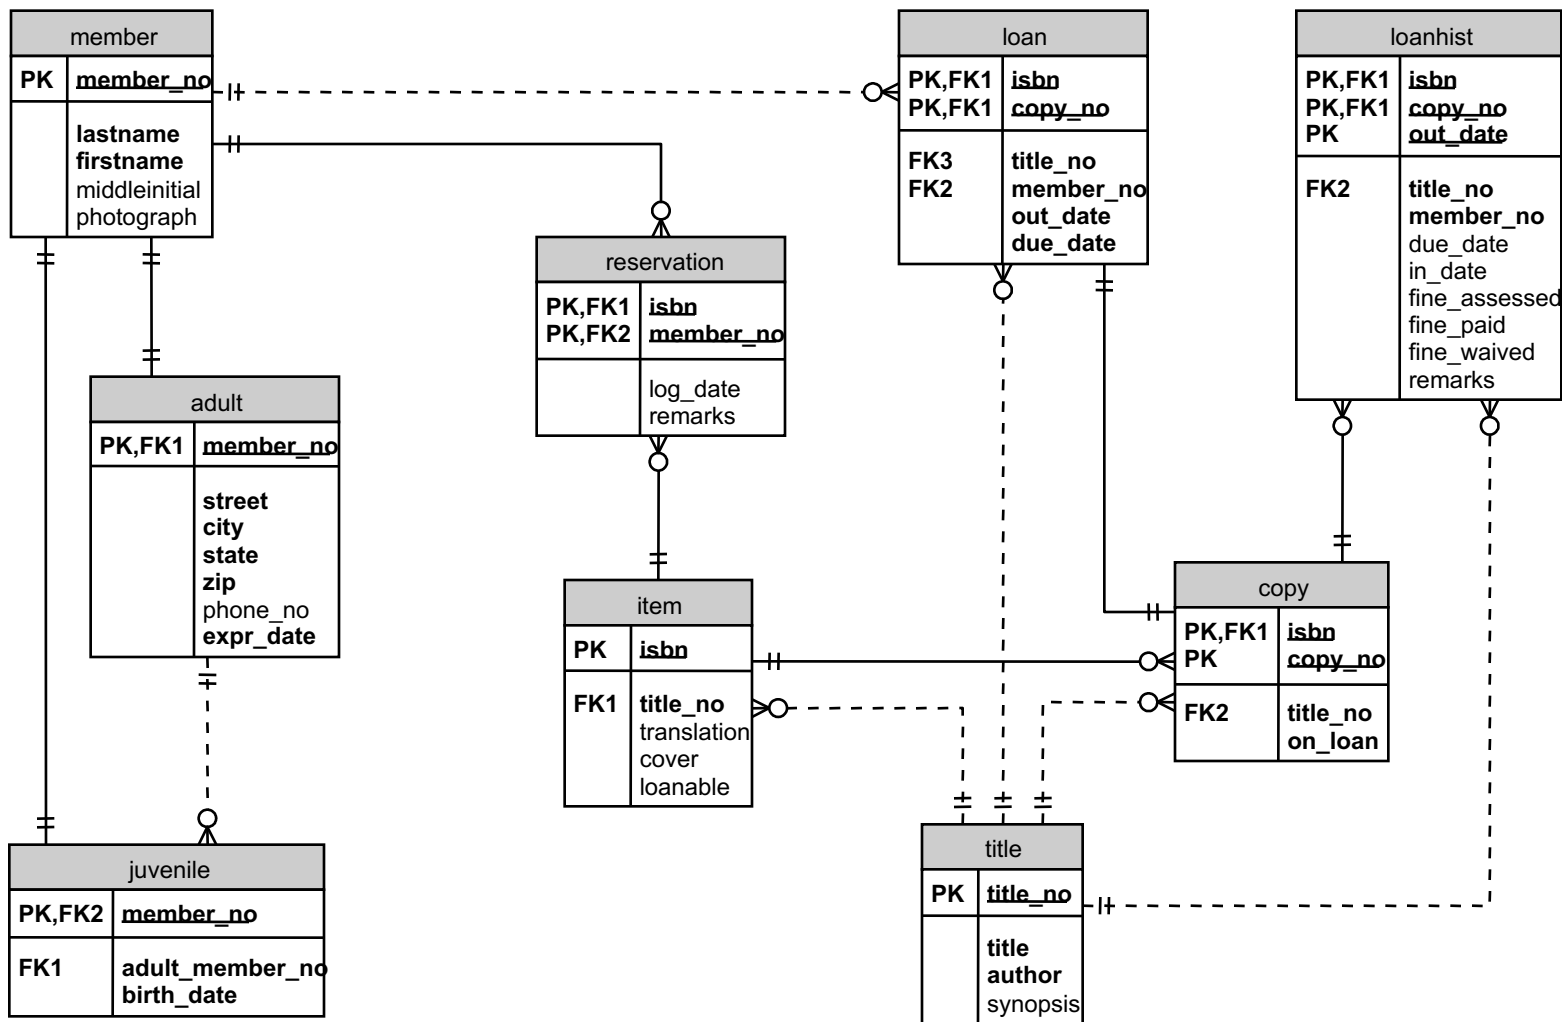 member
PK member_no
lastname
firstname
middleinitial
photograph
loan
PK,FK1 isbn
PK,FK1 copy_no
FK3 title_no
FK2 member_no
out_date
due_date
loanhist
PK,FK1 isbn
PK,FK1 copy_no
PK out_date
FK2 title_no
member_no
due_date
in_date
fine_assessed
fine_paid
fine_waived
remarks
reservation
PK,FK1 isbn
PK,FK2 member_no
log_date
remarks
adult
PK,FK1 member_no
street
city
state
zip
phone_no
expr_date
item
PK isbn
FK1 title_no
translation
cover
loanable
copy
PK,FK1 isbn
PK copy_no
FK2 title_no
on_loan
juvenile
PK,FK2 member_no
FK1 adult_member_no
birth_date
title
PK title_no
title
author
synopsis